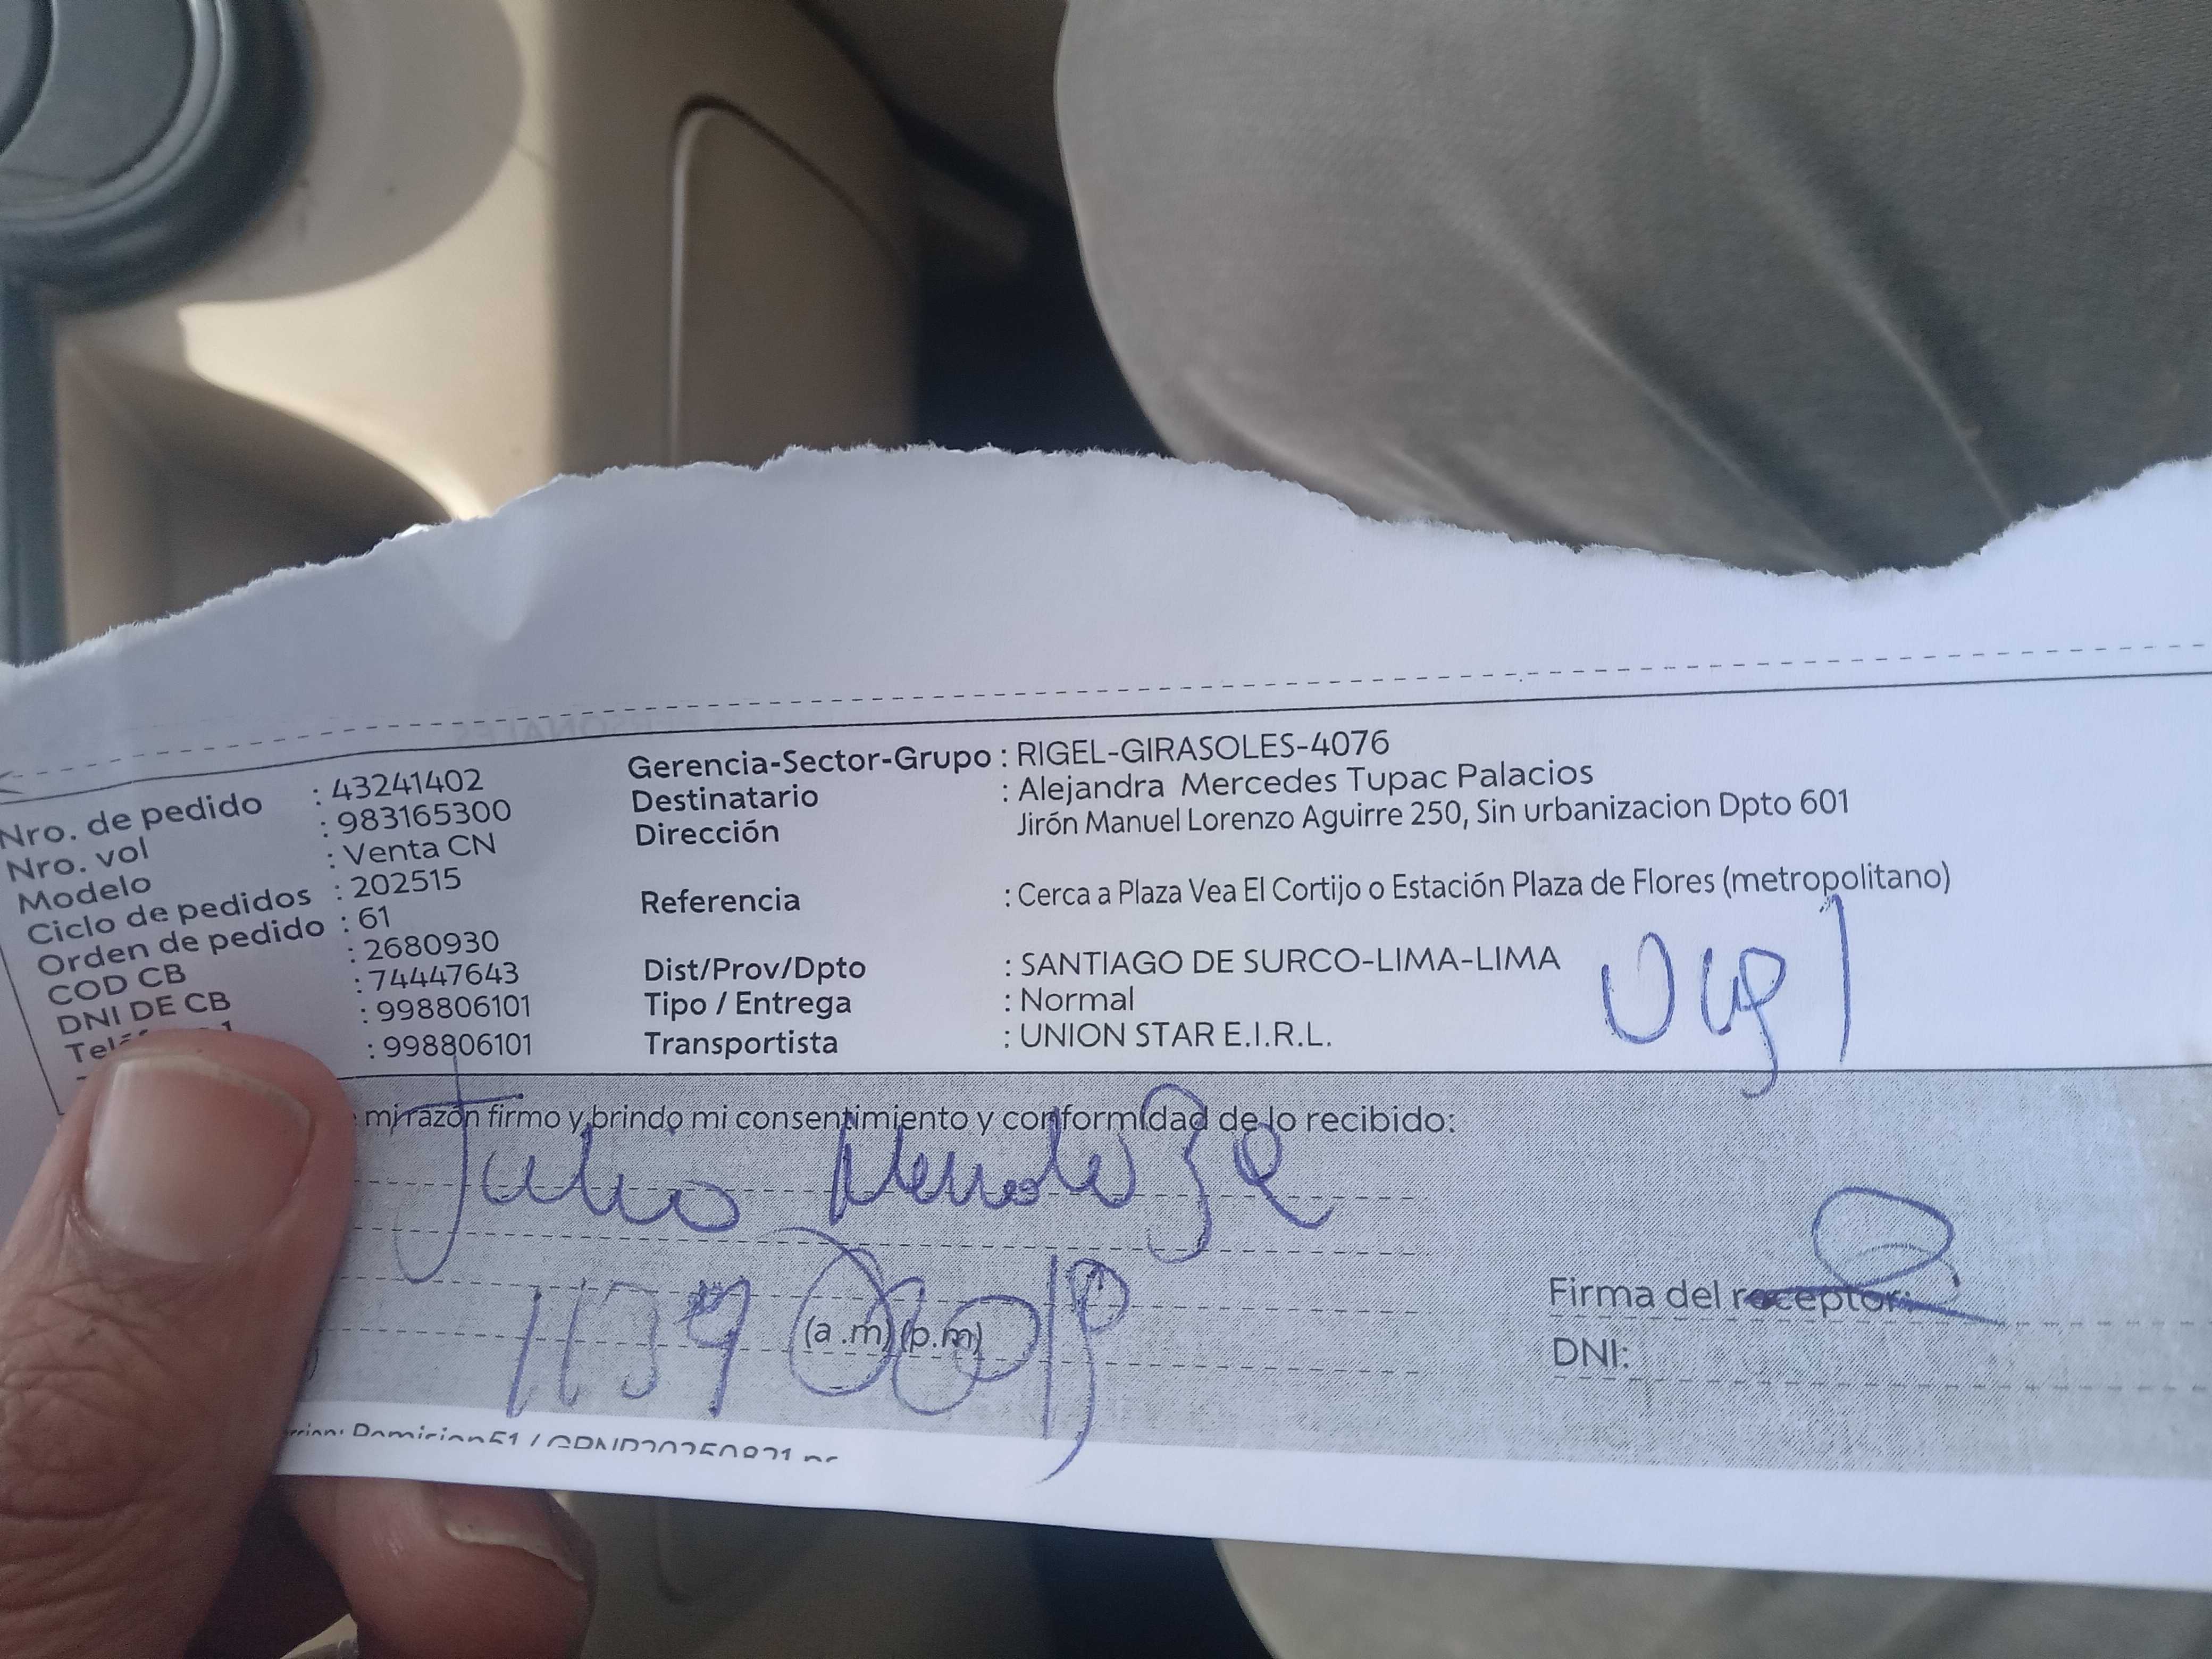 Nro. de pedido : 43241402
Nro. vol : 983165300
Modelo : Venta CN
Ciclo de pedidos : 202515
Orden de pedido : 61
COD CB : 2680930
DNI DE CB : 74447643
: 998806101
: 998806101
Gerencia-Sector-Grupo : RIGEL-GIRASOLES-4076
Destinatario : Alejandra Mercedes Tupac Palacios
Dirección Jirón Manuel Lorenzo Aguirre 250, Sin urbanizacion Dpto 601
Referencia : Cerca a Plaza Vea El Cortijo o Estación Plaza de Flores (metropolitano)
Dist/Prov/Dpto : SANTIAGO DE SURCO-LIMA-LIMA
Tipo / Entrega : Normal
Transportista : UNION STAR E.I.R.L.
mi razón firmo y brindo mi consentimiento y conformidad de lo recibido:
Julio Mendoza
(a .m) (p.m)
Firma del receptor:
DNI: